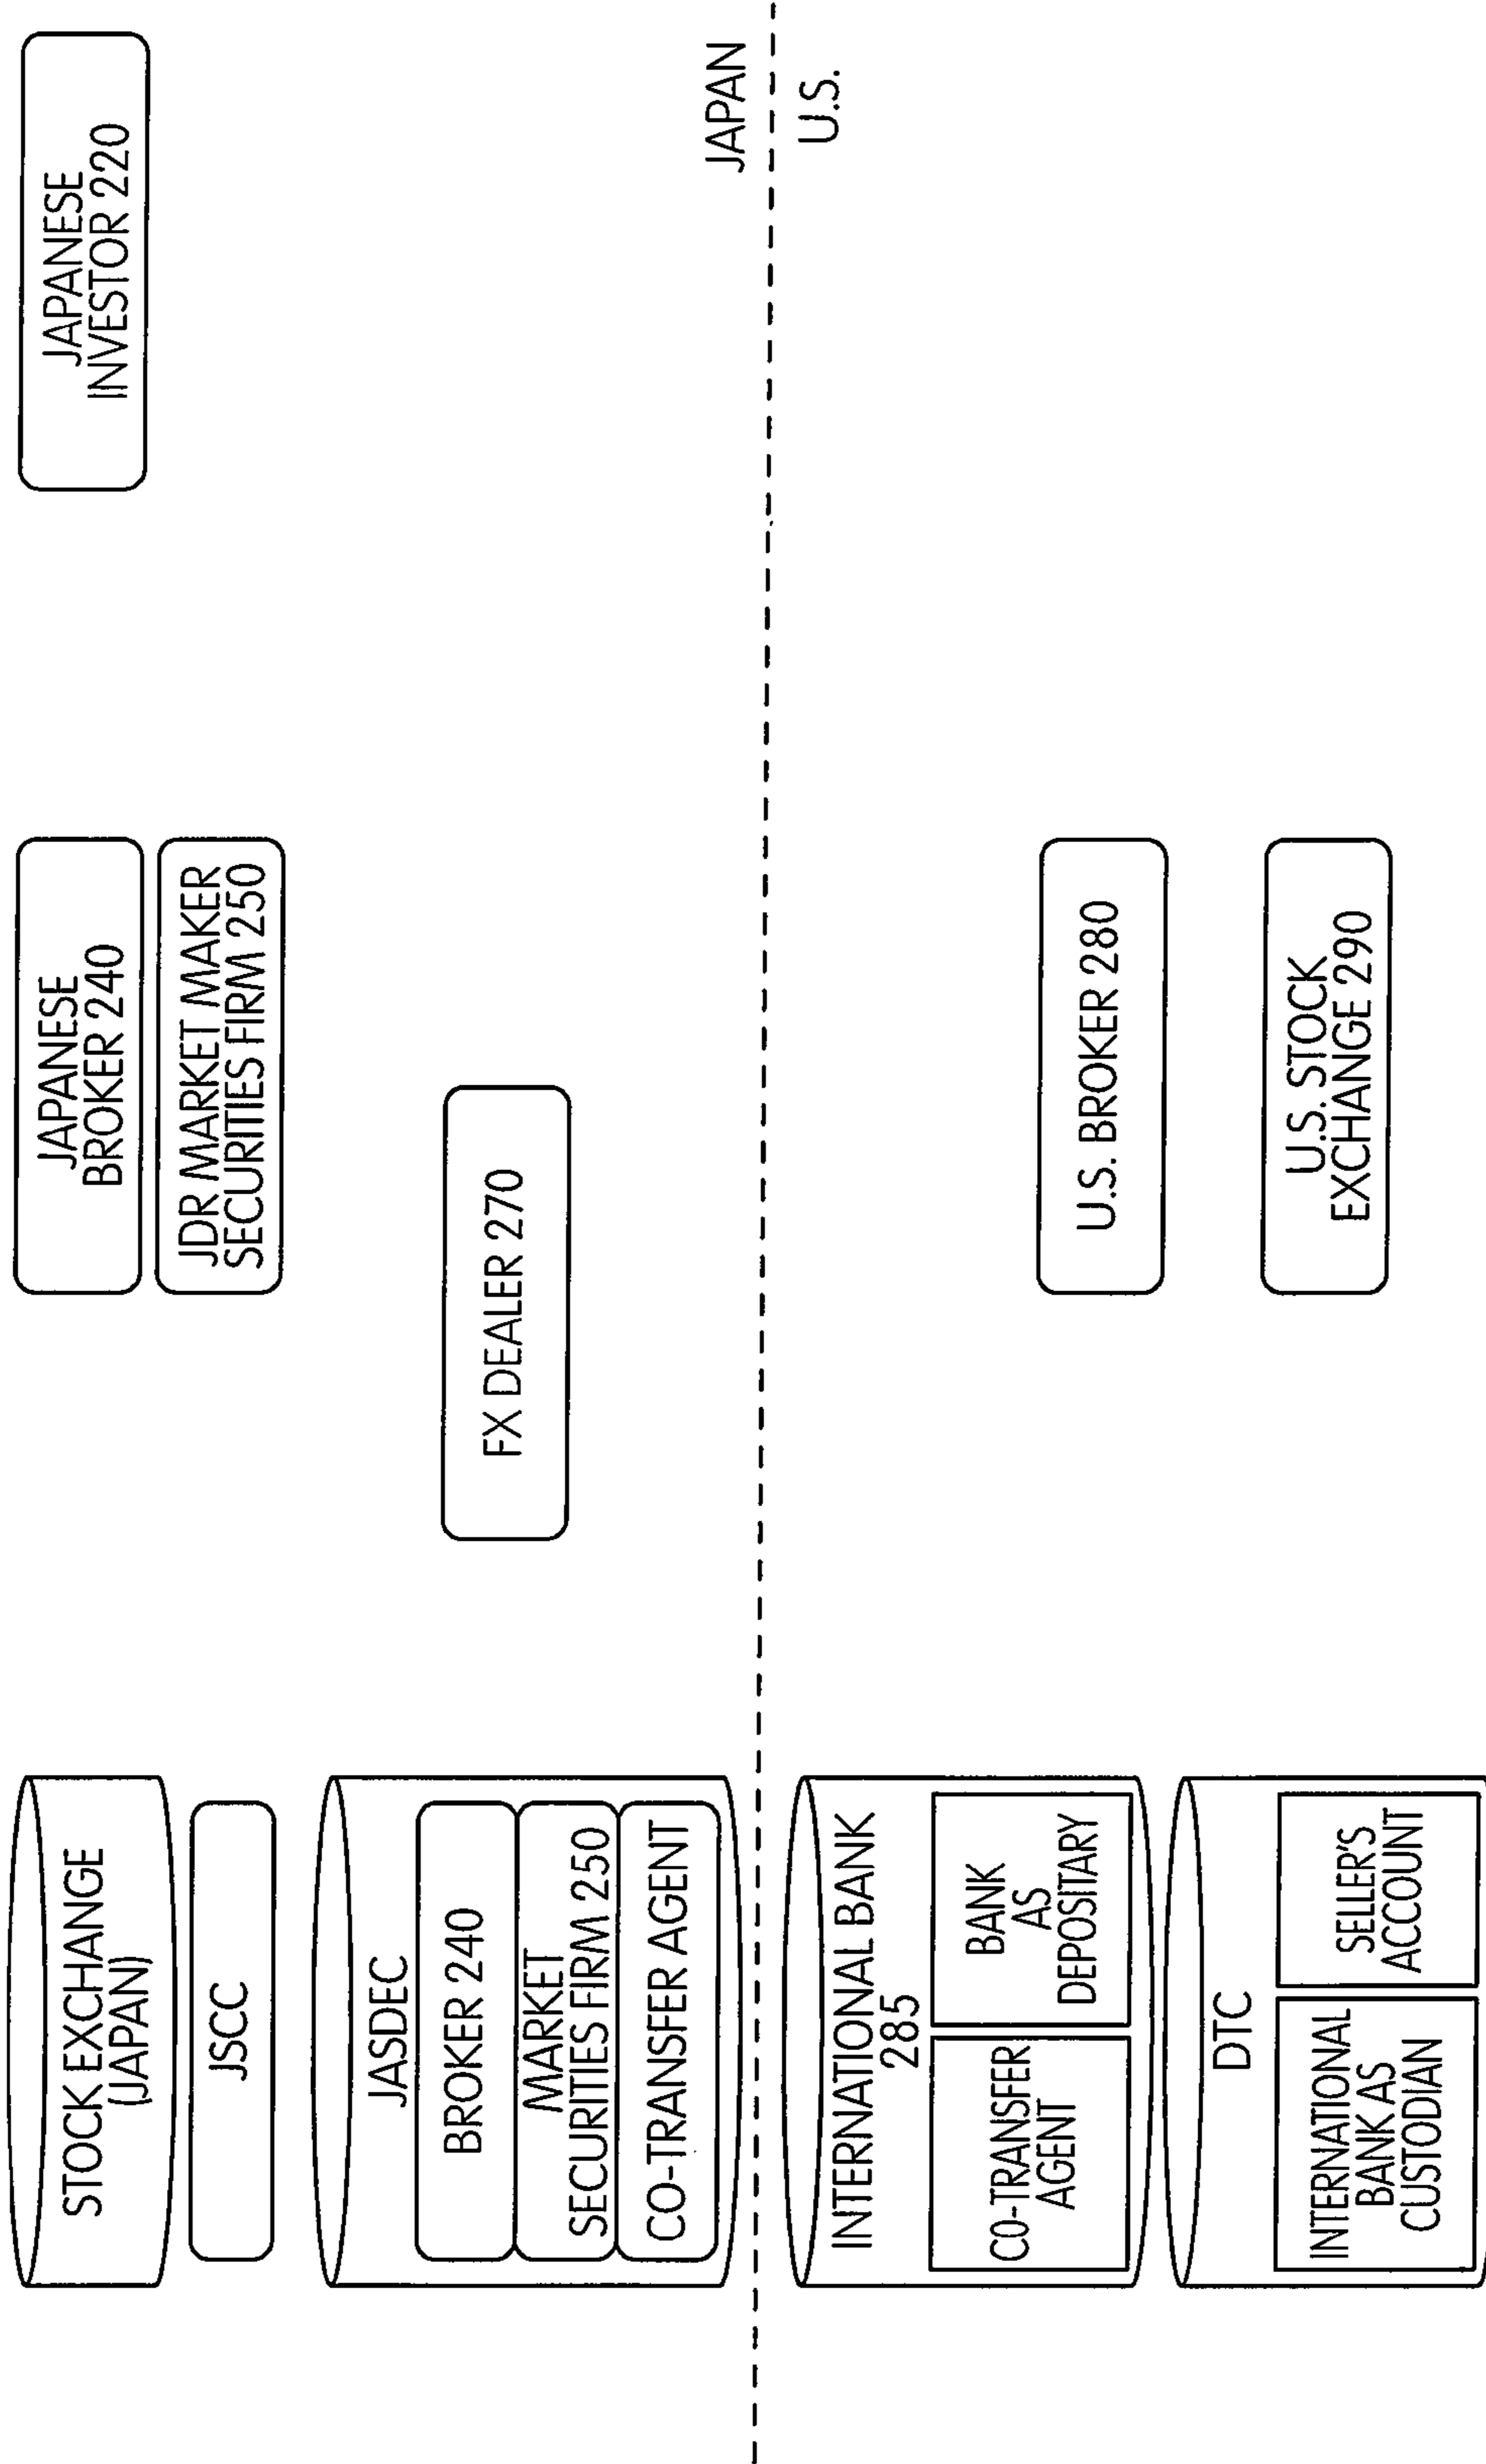 STOCK EXCHANGE
(JAPAN)
JSCC
JASDEC
BROKER 240
MARKET
SECURITIES FIRM 250
CO-TRANSFER AGENT
JAPANESE
BROKER 240
JDR MARKET MAKER
SECURITIES FIRM 250
FX DEALER 270
JAPANESE
INVESTOR 220
JAPAN
U.S.
INTERNATIONAL BANK
285
CO-TRANSFER
AGENT
BANK
AS
DEPOSITARY
DTC
INTERNATIONAL
BANK AS
CUSTODIAN
SELLER'S
ACCOUNT
U.S. BROKER 280
U.S. STOCK
EXCHANGE 290